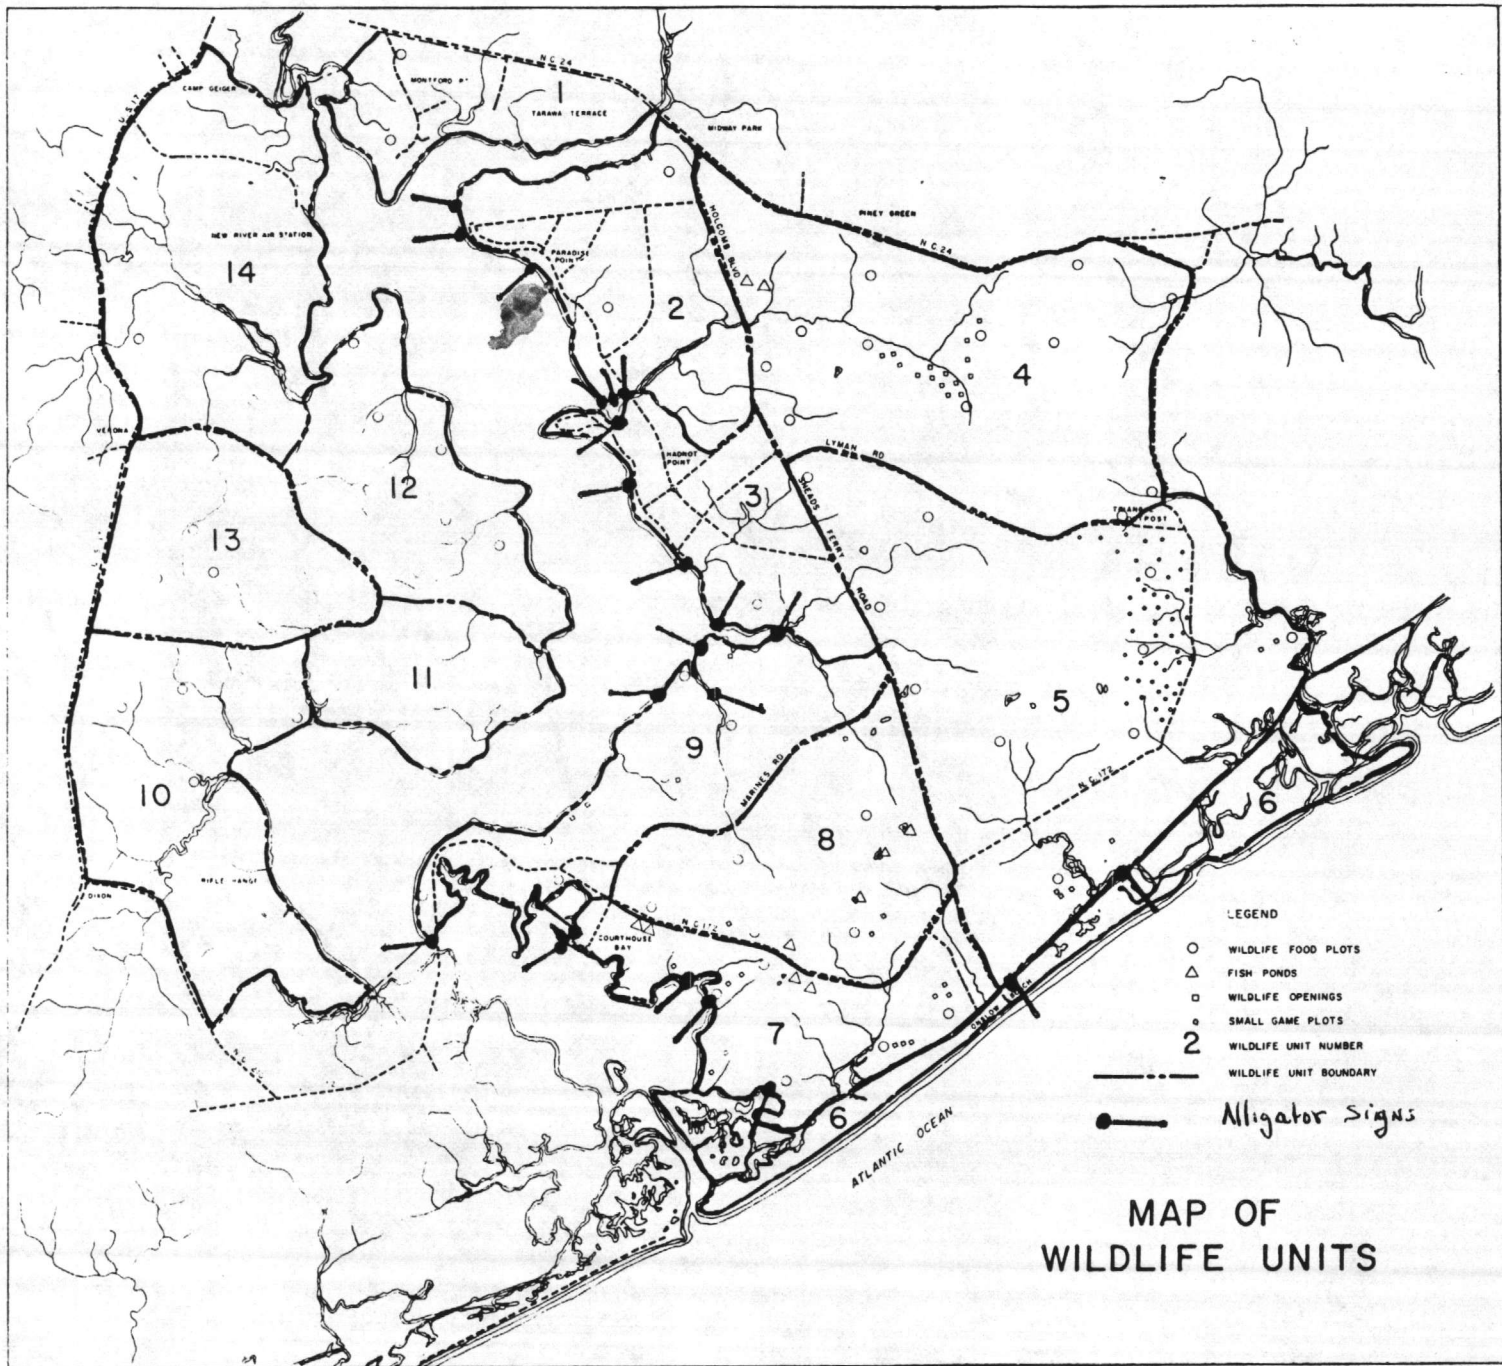 N.C. 24
MONTFORD PT
CAMP GEIGER
U.S. 17
1
TARAWA TERRACE
MIDWAY PARK
NEW RIVER AIR STATION
14
PARADISE
POINT
HOLCOMB BLVD
PINEY GREEN
N.C. 24
2
4
VERONA
HADNOT
POINT
LYMAN RD
12
3
SNEADS FERRY ROAD
13
11
5
9
MARINES RD
N.C. 172
10
8
6
RIFLE RANGE
DIXON
N.C. 172
COURTHOUSE
BAY
ONSLOW BEACH
7
6
ATLANTIC OCEAN
LEGEND
WILDLIFE FOOD PLOTS
FISH PONDS
WILDLIFE OPENINGS
SMALL GAME PLOTS
2 WILDLIFE UNIT NUMBER
WILDLIFE UNIT BOUNDARY
Alligator Signs
MAP OF
WILDLIFE UNITS